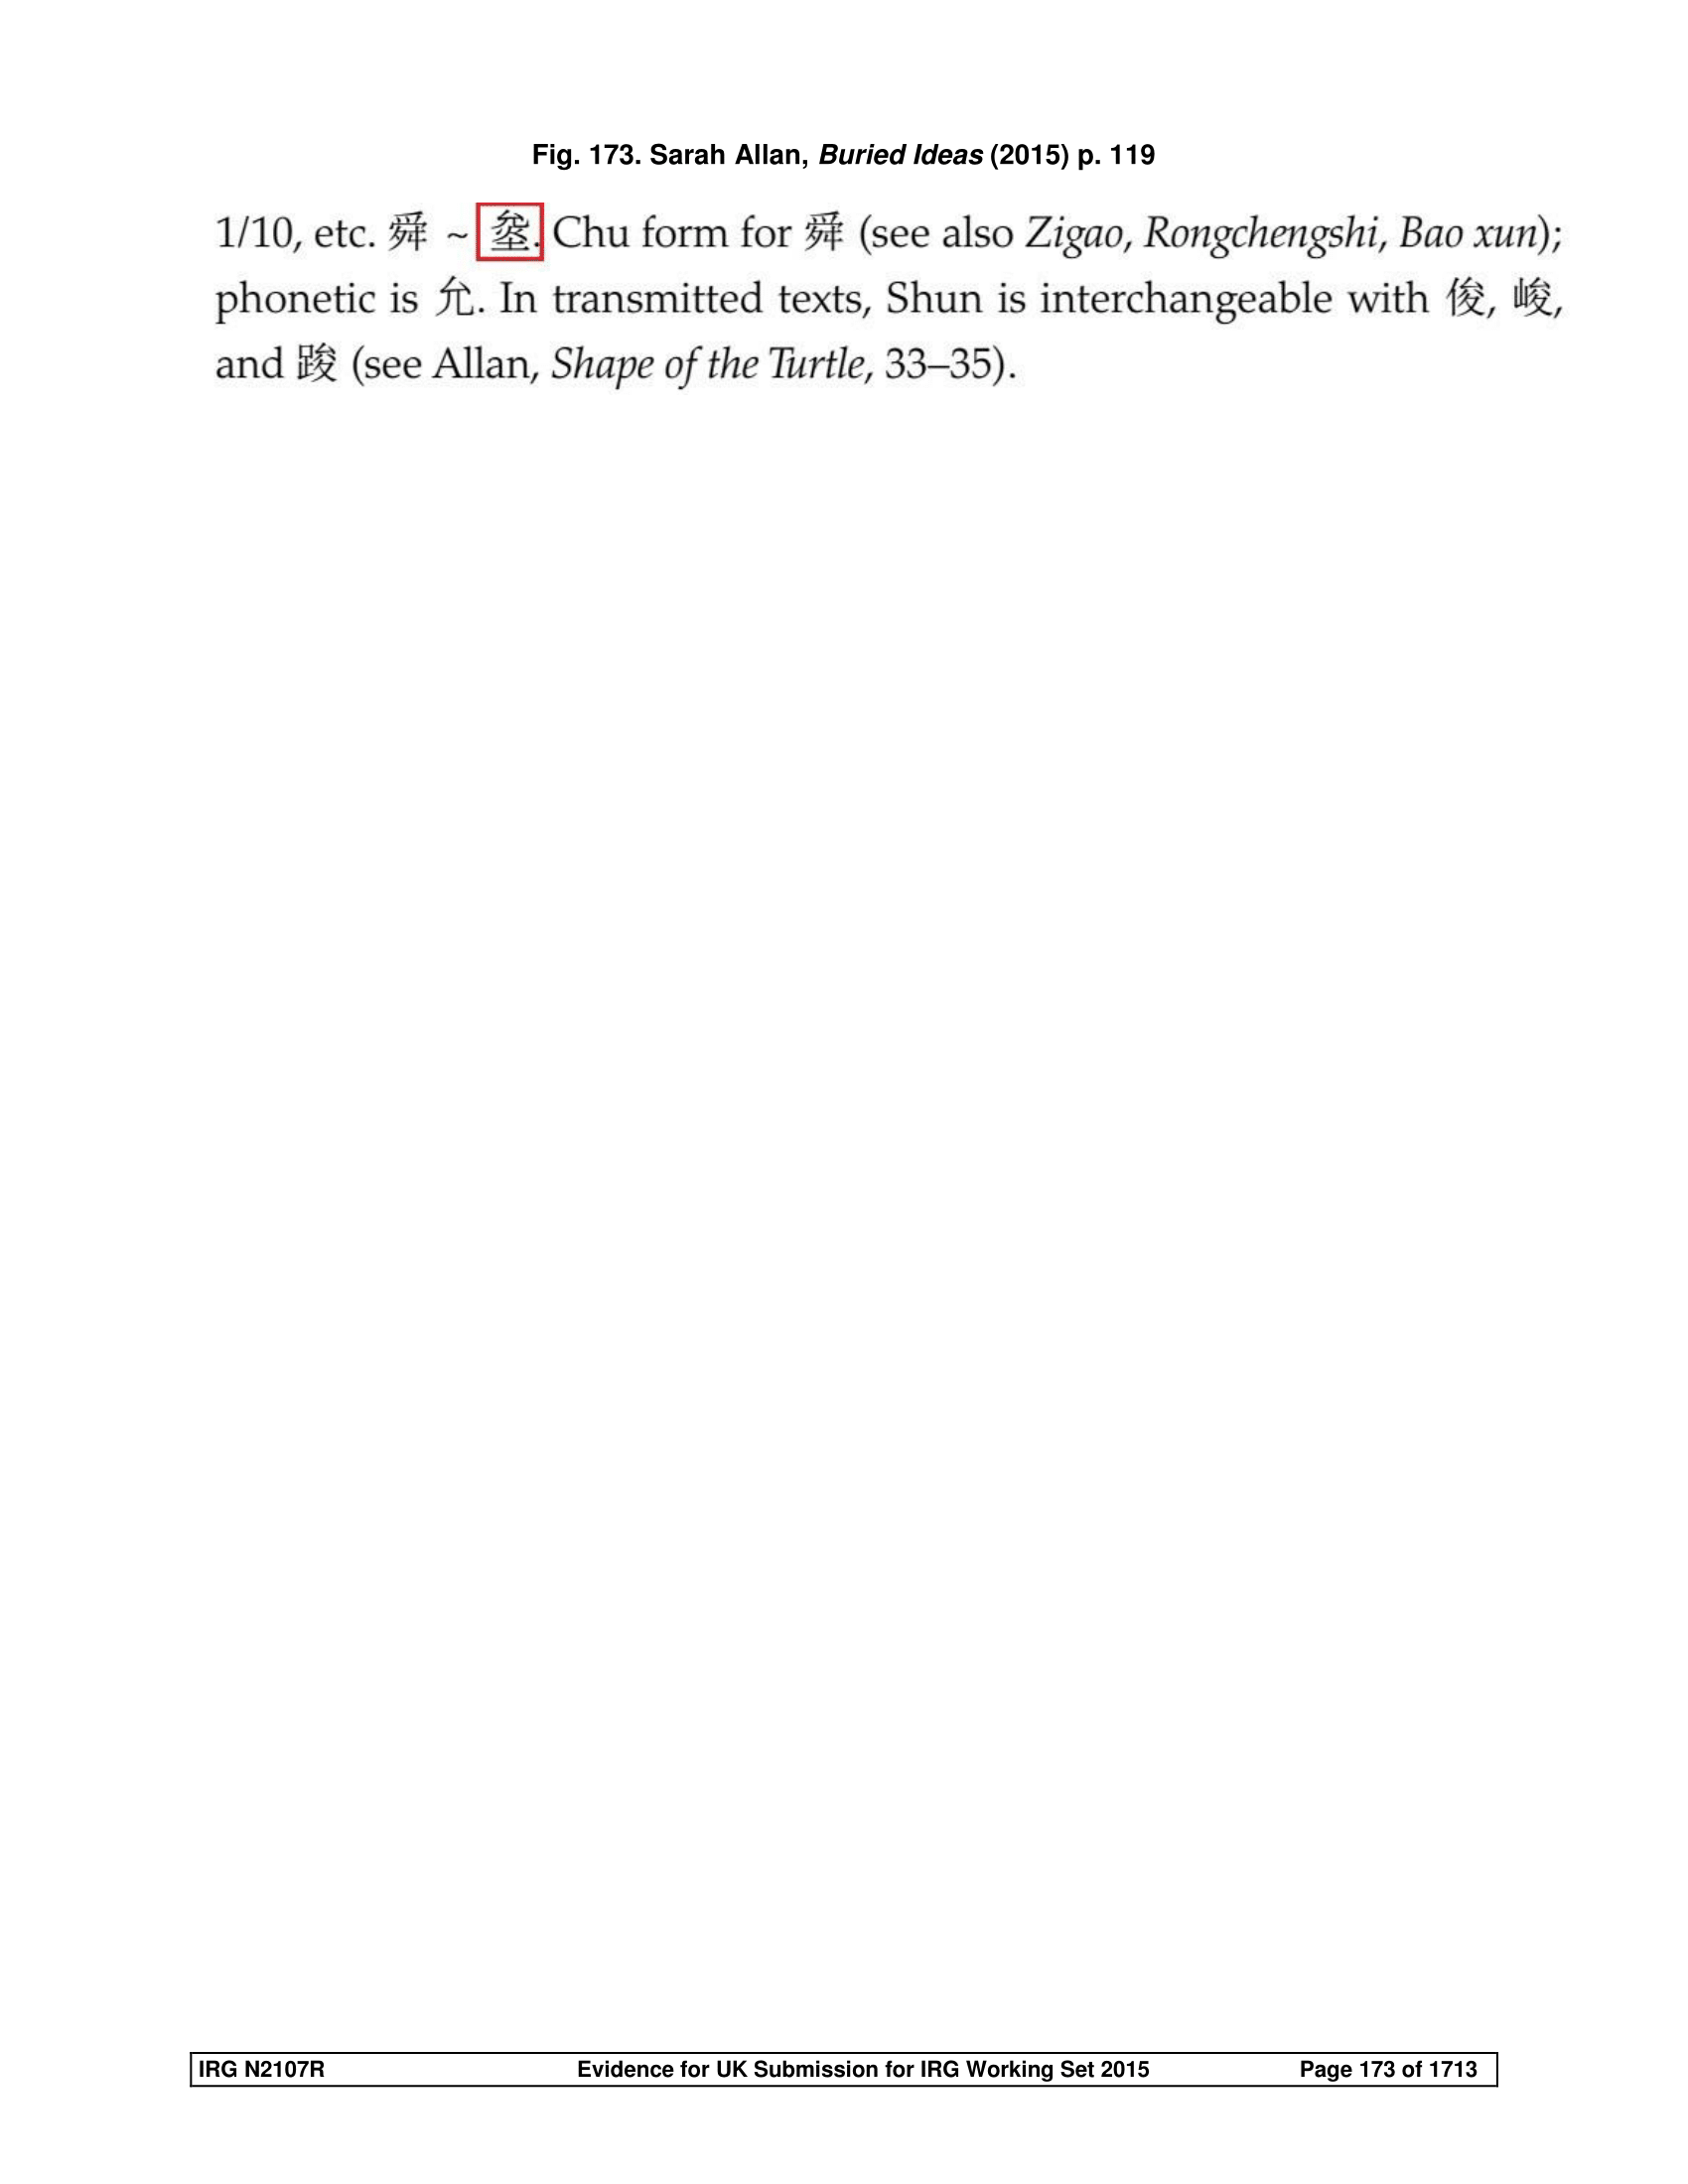 Fig. 173. Sarah Allan, Buried Ideas (2015) p. 119
1/10, etc. 舜 ~ . Chu form for 舜 (see also Zigao, Rongchengshi, Bao xun);
phonetic is 允. In transmitted texts, Shun is interchangeable with 俊, 峻,
and 踆 (see Allan, Shape of the Turtle, 33–35).
IRG N2107R Evidence for UK Submission for IRG Working Set 2015 Page 173 of 1713